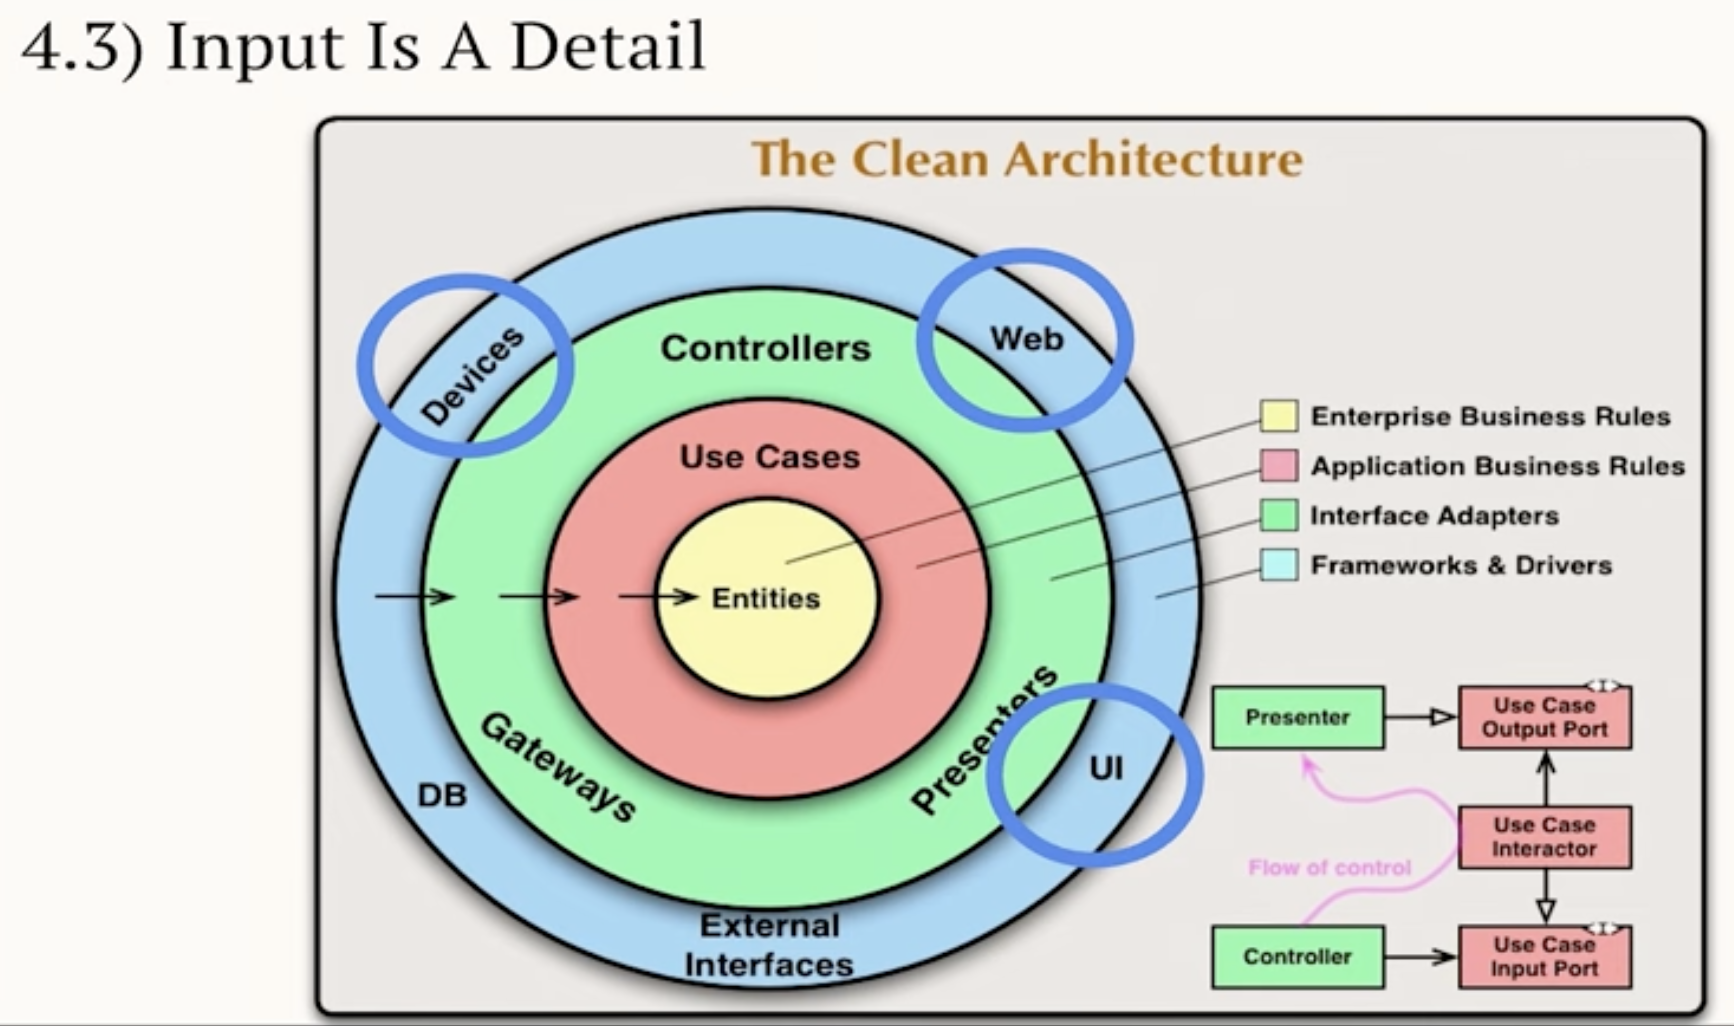 4.3) Input Is A Detail
The Clean Architecture
Devices
Web
Controllers
Use Cases
Entities
Gateways
Presenters
DB
UI
External
Interfaces
Enterprise Business Rules
Application Business Rules
Interface Adapters
Frameworks & Drivers
Presenter
Use Case
Output Port
Use Case
Interactor
Flow of control
Controller
Use Case
Input Port